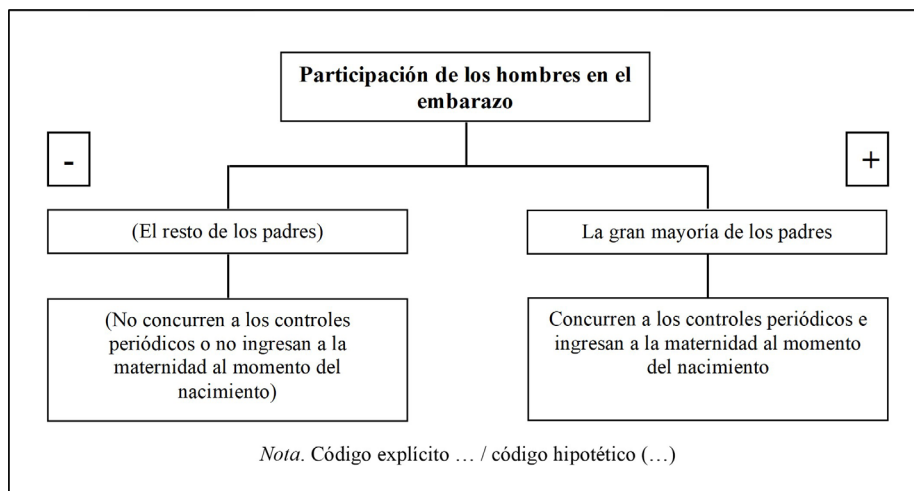 Participación de los hombres en el
embarazo
-
+
(El resto de los padres)
La gran mayoría de los padres
(No concurren a los controles
periódicos o no ingresan a la
maternidad al momento del
nacimiento)
Concurren a los controles periódicos e
ingresan a la maternidad al momento
del nacimiento
Nota. Código explícito ... / código hipotético (...)